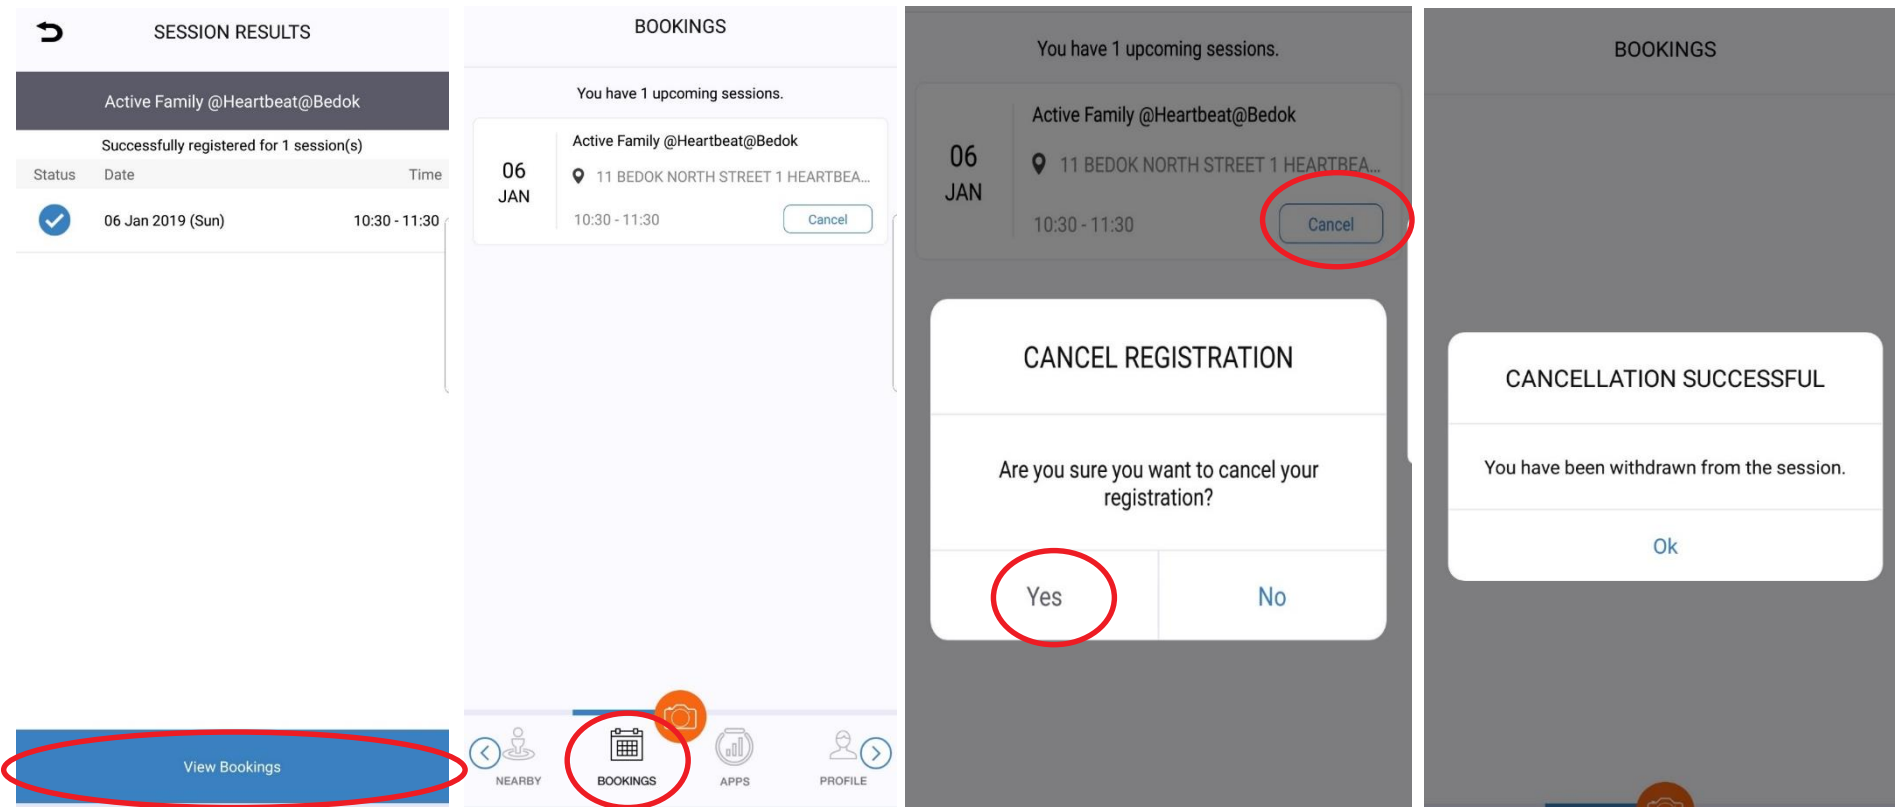 SESSION RESULTS
Active Family @Heartbeat@Bedok
Successfully registered for 1 session(s)
Status Date Time
06 Jan 2019 (Sun) 10:30 - 11:30
View Bookings
BOOKINGS
You have 1 upcoming sessions.
Active Family @Heartbeat@Bedok
06
JAN
11 BEDOK NORTH STREET 1 HEARTBEA...
10:30 - 11:30
Cancel
NEARBY
BOOKINGS
APPS
PROFILE
You have 1 upcoming sessions.
Active Family @Heartbeat@Bedok
06
JAN
11 BEDOK NORTH STREET 1 HEARTBEA...
10:30 - 11:30
Cancel
CANCEL REGISTRATION
Are you sure you want to cancel your
registration?
Yes
No
BOOKINGS
CANCELLATION SUCCESSFUL
You have been withdrawn from the session.
Ok